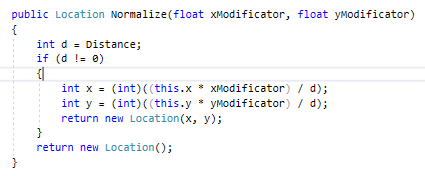 public Location Normalize(float xModificator, float yModificator)
{
    int d = Distance;
    if (d != 0)
    {
        int x = (int)((this.x * xModificator) / d);
        int y = (int)((this.y * yModificator) / d);
        return new Location(x, y);
    }
    return new Location();
}